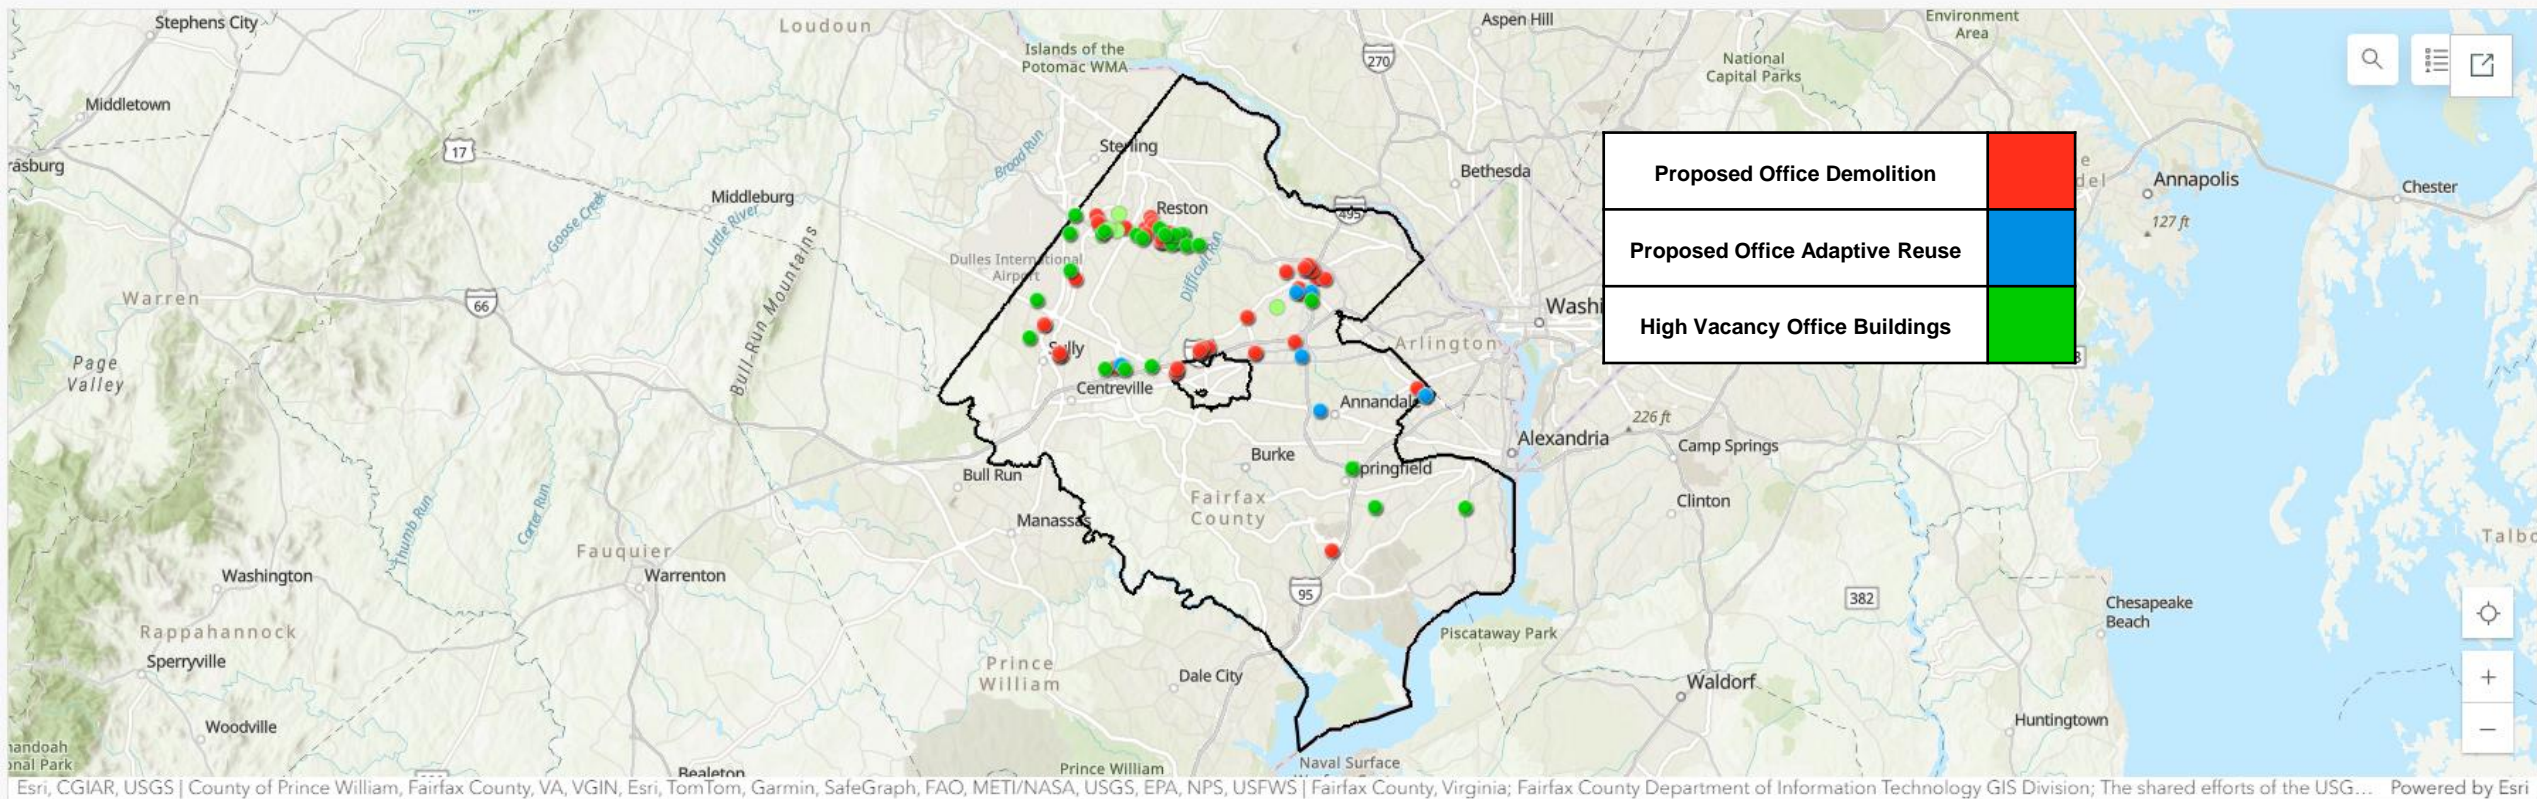 Stephens City
Loudoun
Islands of the
Potomac WMA
270
Aspen Hill
National
Capital Parks
Environment
Area
Middletown
17
Broad Run
Sterling
Bethesda
Proposed Office Demolition
Annapolis
127 ft
Chester
Middleburg
Goose Creek
Little River
Reston
495
Difficult Run
Dulles International
Airport
Proposed Office Adaptive Reuse
High Vacancy Office Buildings
Warren
66
Bull Run Mountains
Sully
Arlington
Page
Valley
Centreville
Annandale
226 ft
Alexandria
Camp Springs
Burke
Springfield
Bull Run
Fairfax
County
Clinton
Thumb Run
Carter Run
Manassas
Fauquier
Warrenton
Washington
95
382
Chesapeake
Beach
Rappahannock
Sperryville
Piscataway Park
Prince
William
Dale City
Waldorf
Woodville
Huntingtown
Bealeton
Prince William
Naval Surface
Esri, CGIAR, USGS | County of Prince William, Fairfax County, VA, VGIN, Esri, TomTom, Garmin, SafeGraph, FAO, METI/NASA, USGS, EPA, NPS, USFWS | Fairfax County, Virginia; Fairfax County Department of Information Technology GIS Division; The shared efforts of the USG... Powered by Esri